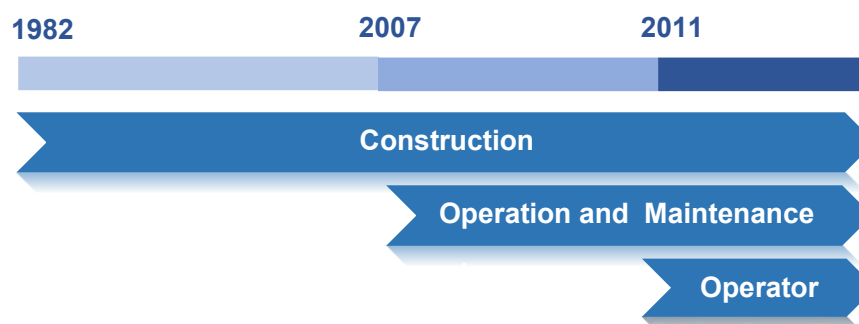 1982 2007 2011
Construction
Operation and Maintenance
Operator